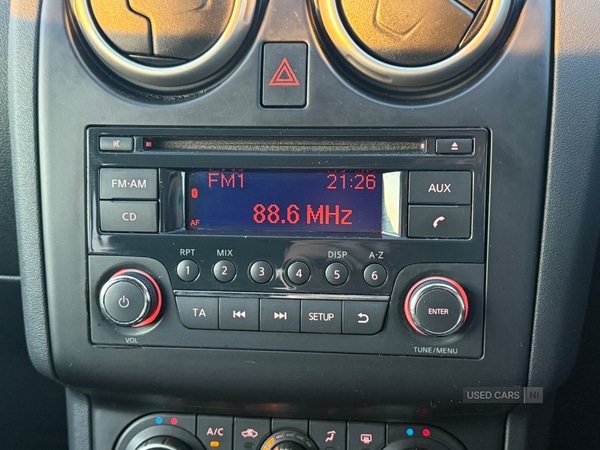 FM1 21:26
AF 88.6 MHz
FM·AM
CD
AUX
RPT MIX DISP A-Z
1 2 3 4 5 6
TA SETUP
ENTER
VOL
TUNE/MENU
USED CARS NI
A/C